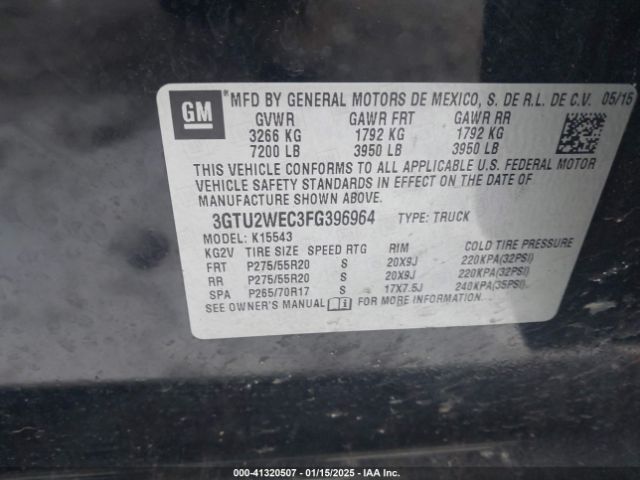 GM
*MFD BY GENERAL MOTORS DE MEXICO, S. DE R.L. DE C.V. 05/15
GVWR GAWR FRT GAWR RR
3266 KG 1792 KG 1792 KG
7200 LB 3950 LB 3950 LB
THIS VEHICLE CONFORMS TO ALL APPLICABLE U.S. FEDERAL MOTOR
VEHICLE SAFETY STANDARDS IN EFFECT ON THE DATE OF
MANUFACTURE SHOWN ABOVE.
3GTU2WEC3FG396964 TYPE: TRUCK
MODEL: K15543
KG2V TIRE SIZE SPEED RTG RIM COLD TIRE PRESSURE
FRT P275/55R20 S 20X9J 220KPA(32PSI)
RR P275/55R20 S 20X9J 220KPA(32PSI)
SPA P265/70R17 S 17X7.5J 240KPA(35PSI)
SEE OWNER'S MANUAL FOR MORE INFORMATION.
000-41320507 - 01/15/2025 - IAA Inc.